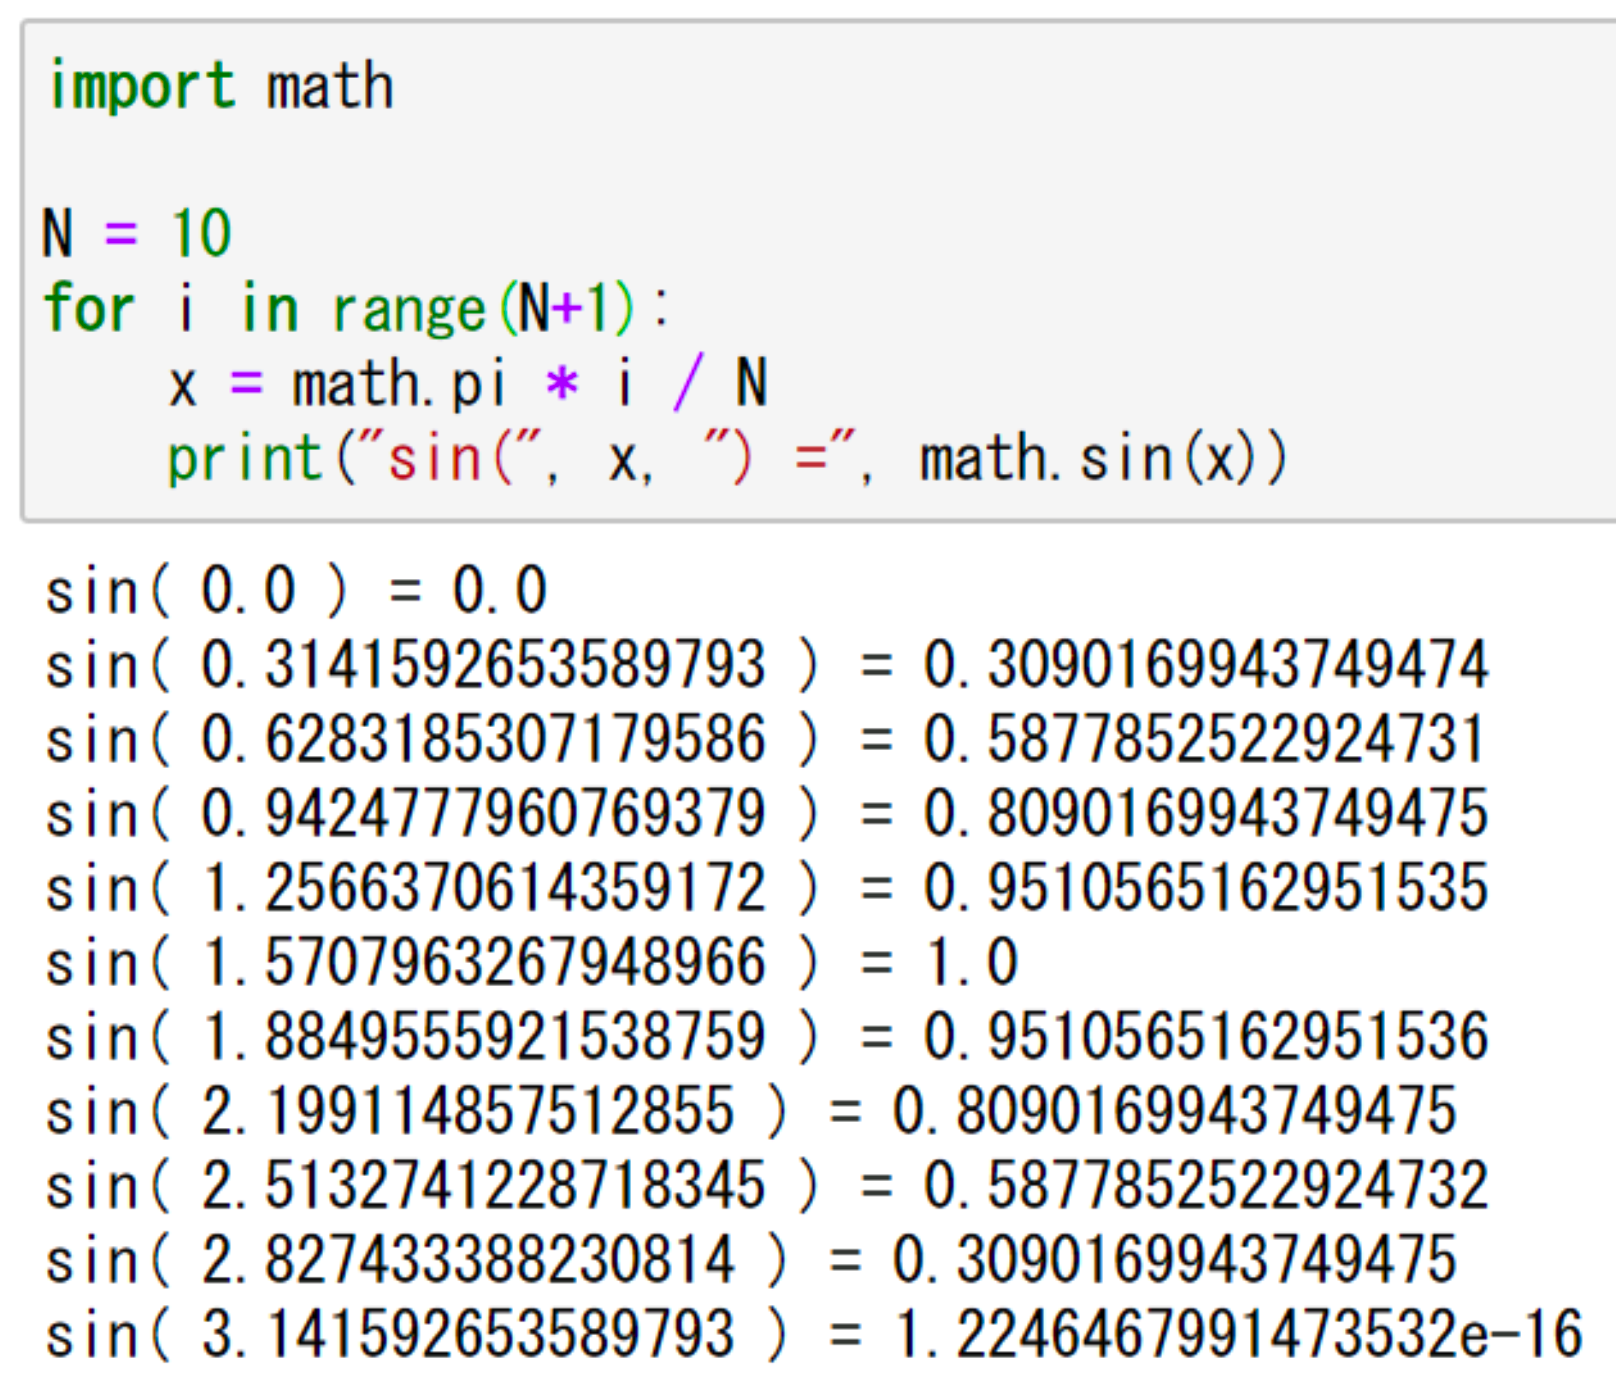 import math

N = 10
for i in range(N+1):
    x = math.pi * i / N
    print("sin(", x, ") =", math.sin(x))
sin( 0.0 ) = 0.0
sin( 0.3141592653589793 ) = 0.3090169943749474
sin( 0.6283185307179586 ) = 0.5877852522924731
sin( 0.9424777960769379 ) = 0.8090169943749475
sin( 1.2566370614359172 ) = 0.9510565162951535
sin( 1.5707963267948966 ) = 1.0
sin( 1.8849555921538759 ) = 0.9510565162951536
sin( 2.199114857512855 ) = 0.8090169943749475
sin( 2.5132741228718345 ) = 0.5877852522924732
sin( 2.827433388230814 ) = 0.3090169943749475
sin( 3.141592653589793 ) = 1.2246467991473532e-16